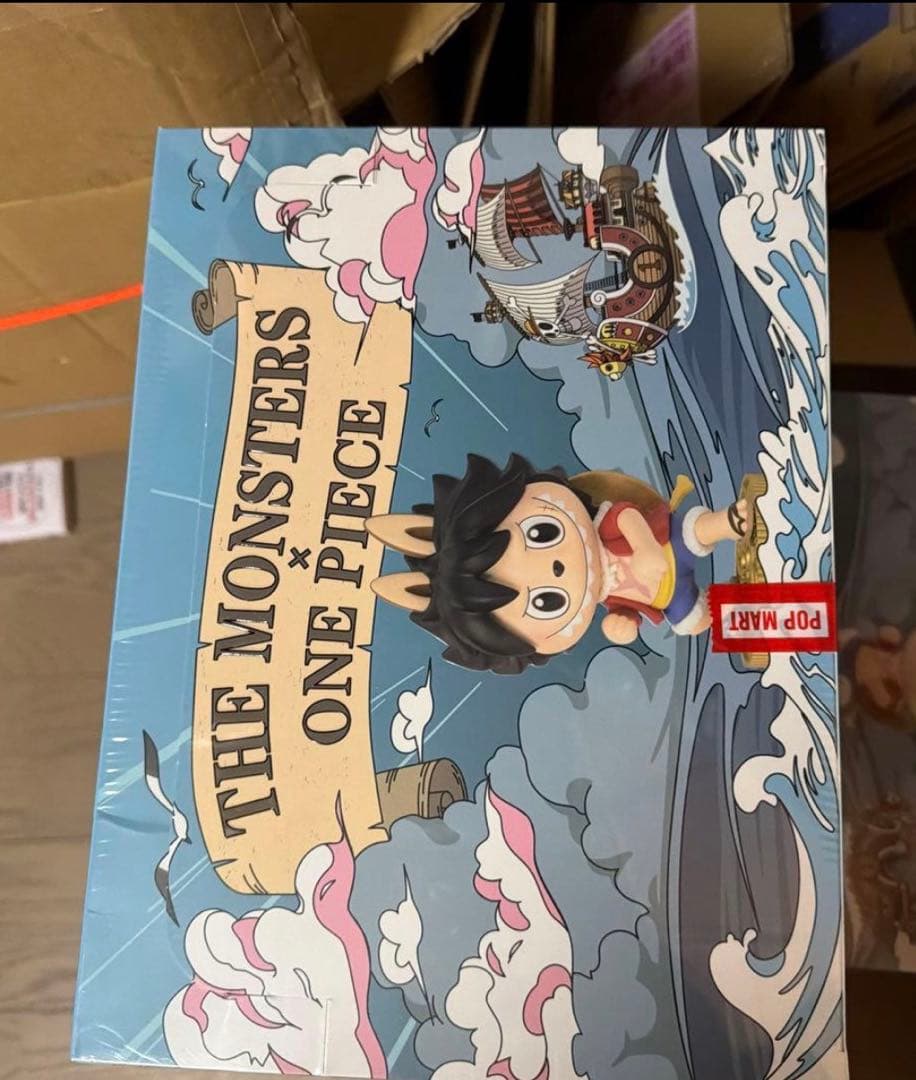 THE MONSTERS
×
ONE PIECE
POP MART